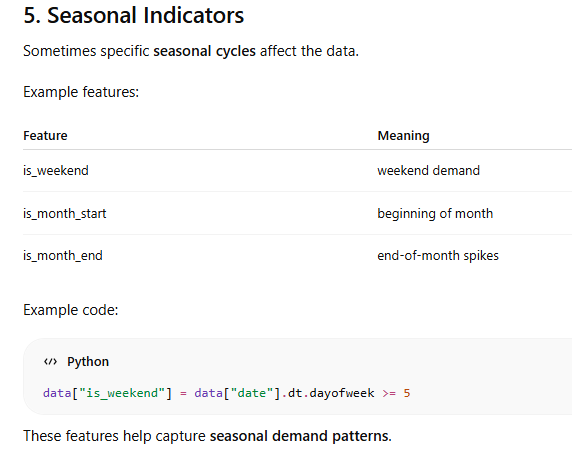 5. Seasonal Indicators
Sometimes specific seasonal cycles affect the data.
Example features:
Feature Meaning
is_weekend weekend demand
is_month_start beginning of month
is_month_end end-of-month spikes
Example code:
</> Python
data["is_weekend"] = data["date"].dt.dayofweek >= 5
These features help capture seasonal demand patterns.